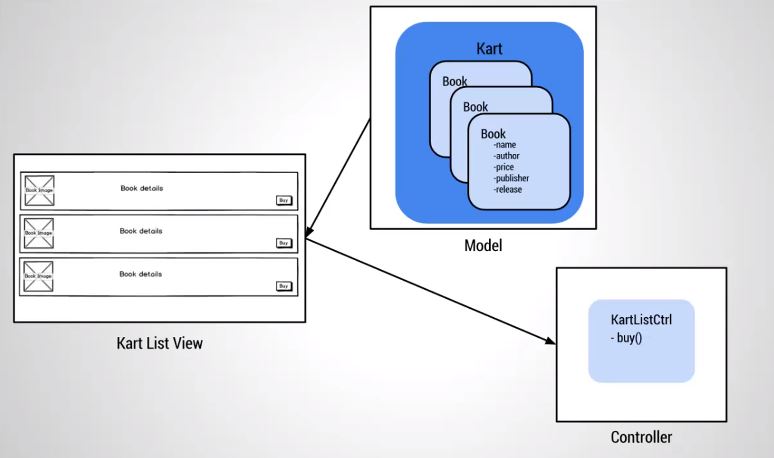 Kart
Book
Book
Book
-name
-author
-price
-publisher
-release
Model
Book Image
Book details
Buy
Book Image
Book details
Buy
Book Image
Book details
Buy
Kart List View
KartListCtrl
- buy()
Controller